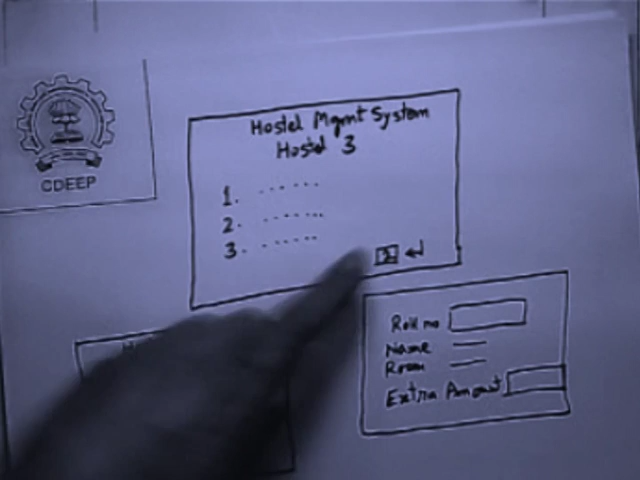 CDEEP
Hostel Mgmt System
Hostel 3
1. ......
2. .......
3. ......
Roll no
Name
Room
Extra Amount